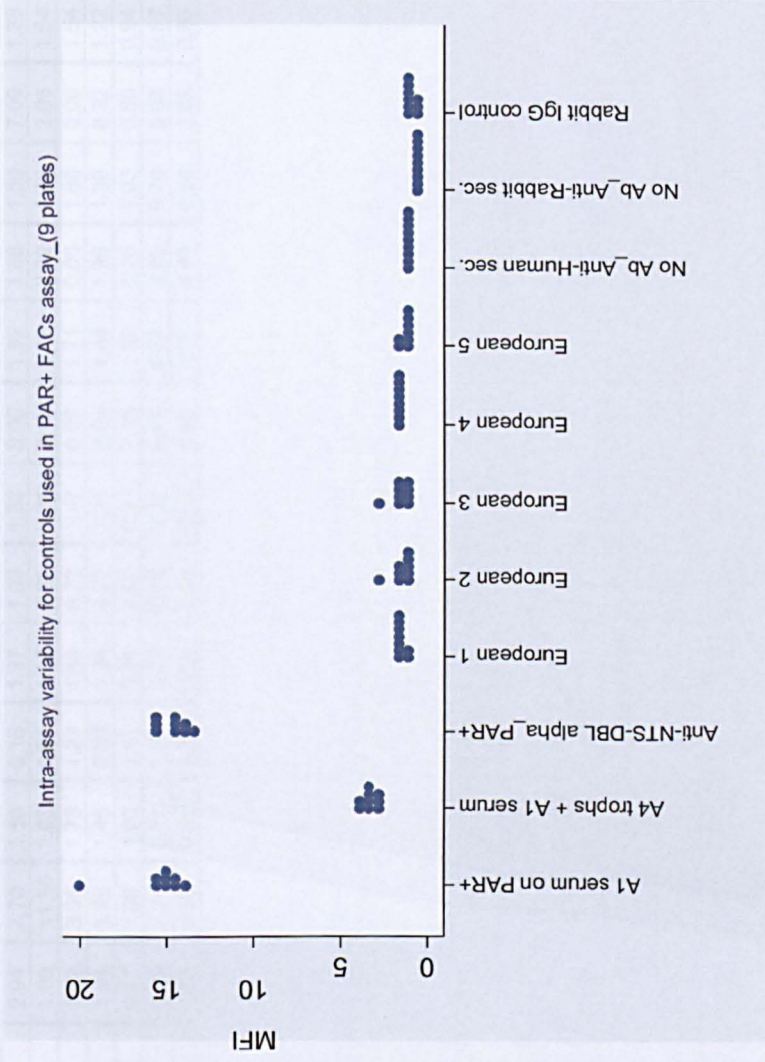 Intra-assay variability for controls used in PAR+ FACs assay_(9 plates)
MFI
20
15
10
5
0
A1 serum on PAR+
A4 trophs + A1 serum
Anti-NTS-DBL alpha_PAR+
European 1
European 2
European 3
European 4
European 5
No Ab_Anti-Human sec.
No Ab_Anti-Rabbit sec.
Rabbit IgG control